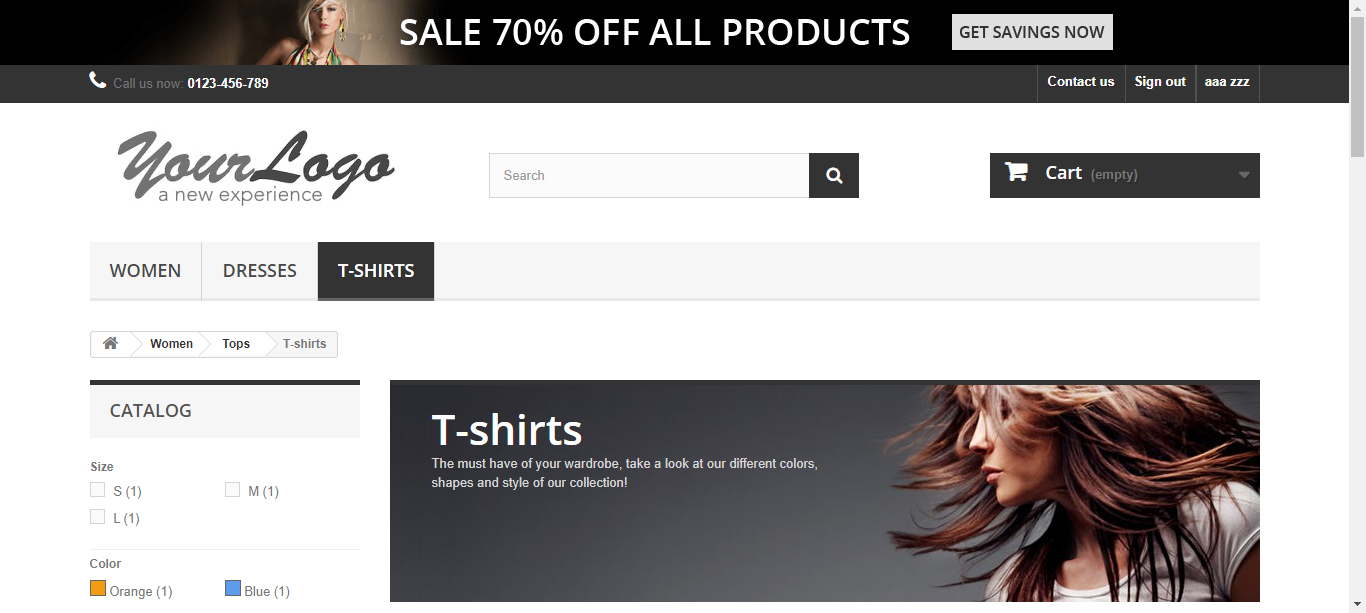 SALE 70% OFF ALL PRODUCTS GET SAVINGS NOW
Call us now: 0123-456-789 Contact us Sign out aaa zzz
YourLogo
a new experience
Search
Cart (empty)
WOMEN DRESSES T-SHIRTS
Women Tops T-shirts
CATALOG
Size
S (1) M (1)
L (1)
Color
Orange (1) Blue (1)
T-shirts
The must have of your wardrobe, take a look at our different colors,
shapes and style of our collection!